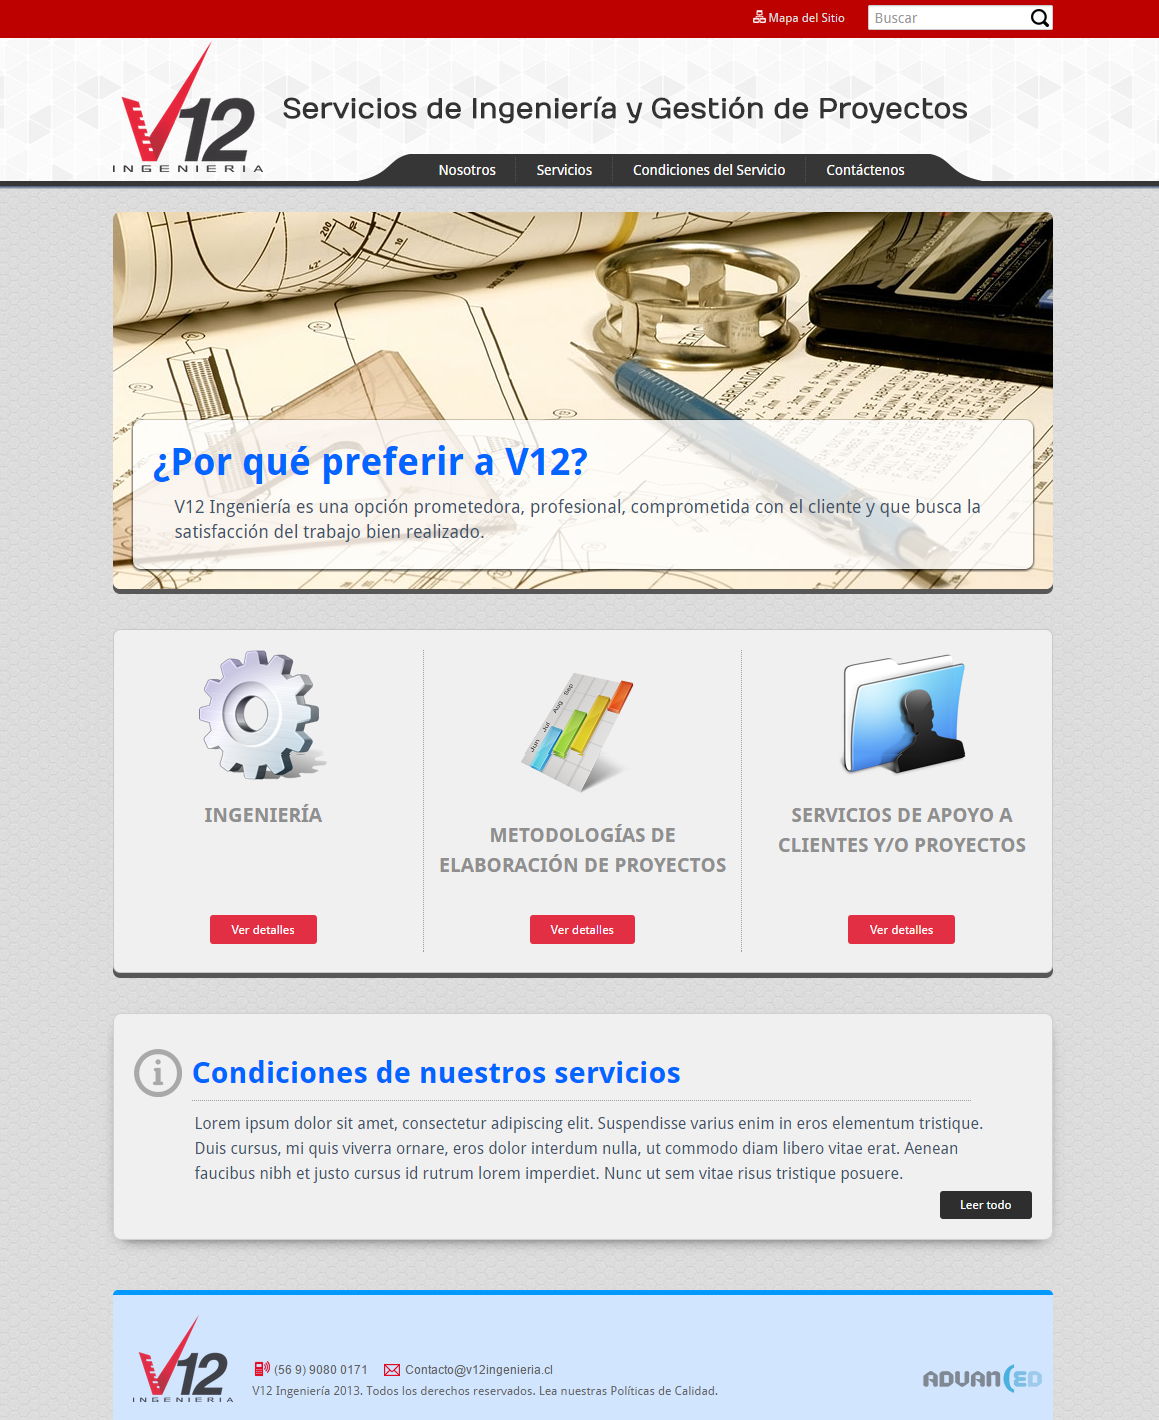 Mapa del Sitio
Buscar
V12
INGENIERIA
Servicios de Ingeniería y Gestión de Proyectos
Nosotros
Servicios
Condiciones del Servicio
Contáctenos
200
10
4.2"
¿Por qué preferir a V12?
V12 Ingeniería es una opción prometedora, profesional, comprometida con el cliente y que busca la
satisfacción del trabajo bien realizado.
Jun Jul Aug Sep
INGENIERÍA
METODOLOGÍAS DE
ELABORACIÓN DE PROYECTOS
SERVICIOS DE APOYO A
CLIENTES Y/O PROYECTOS
Ver detalles
Ver detalles
Ver detalles
Condiciones de nuestros servicios
Lorem ipsum dolor sit amet, consectetur adipiscing elit. Suspendisse varius enim in eros elementum tristique.
Duis cursus, mi quis viverra ornare, eros dolor interdum nulla, ut commodo diam libero vitae erat. Aenean
faucibus nibh et justo cursus id rutrum lorem imperdiet. Nunc ut sem vitae risus tristique posuere.
Leer todo
V12
INGENIERIA
(56 9) 9080 0171
Contacto@v12ingenieria.cl
V12 Ingeniería 2013. Todos los derechos reservados. Lea nuestras Políticas de Calidad.
ADVANCED